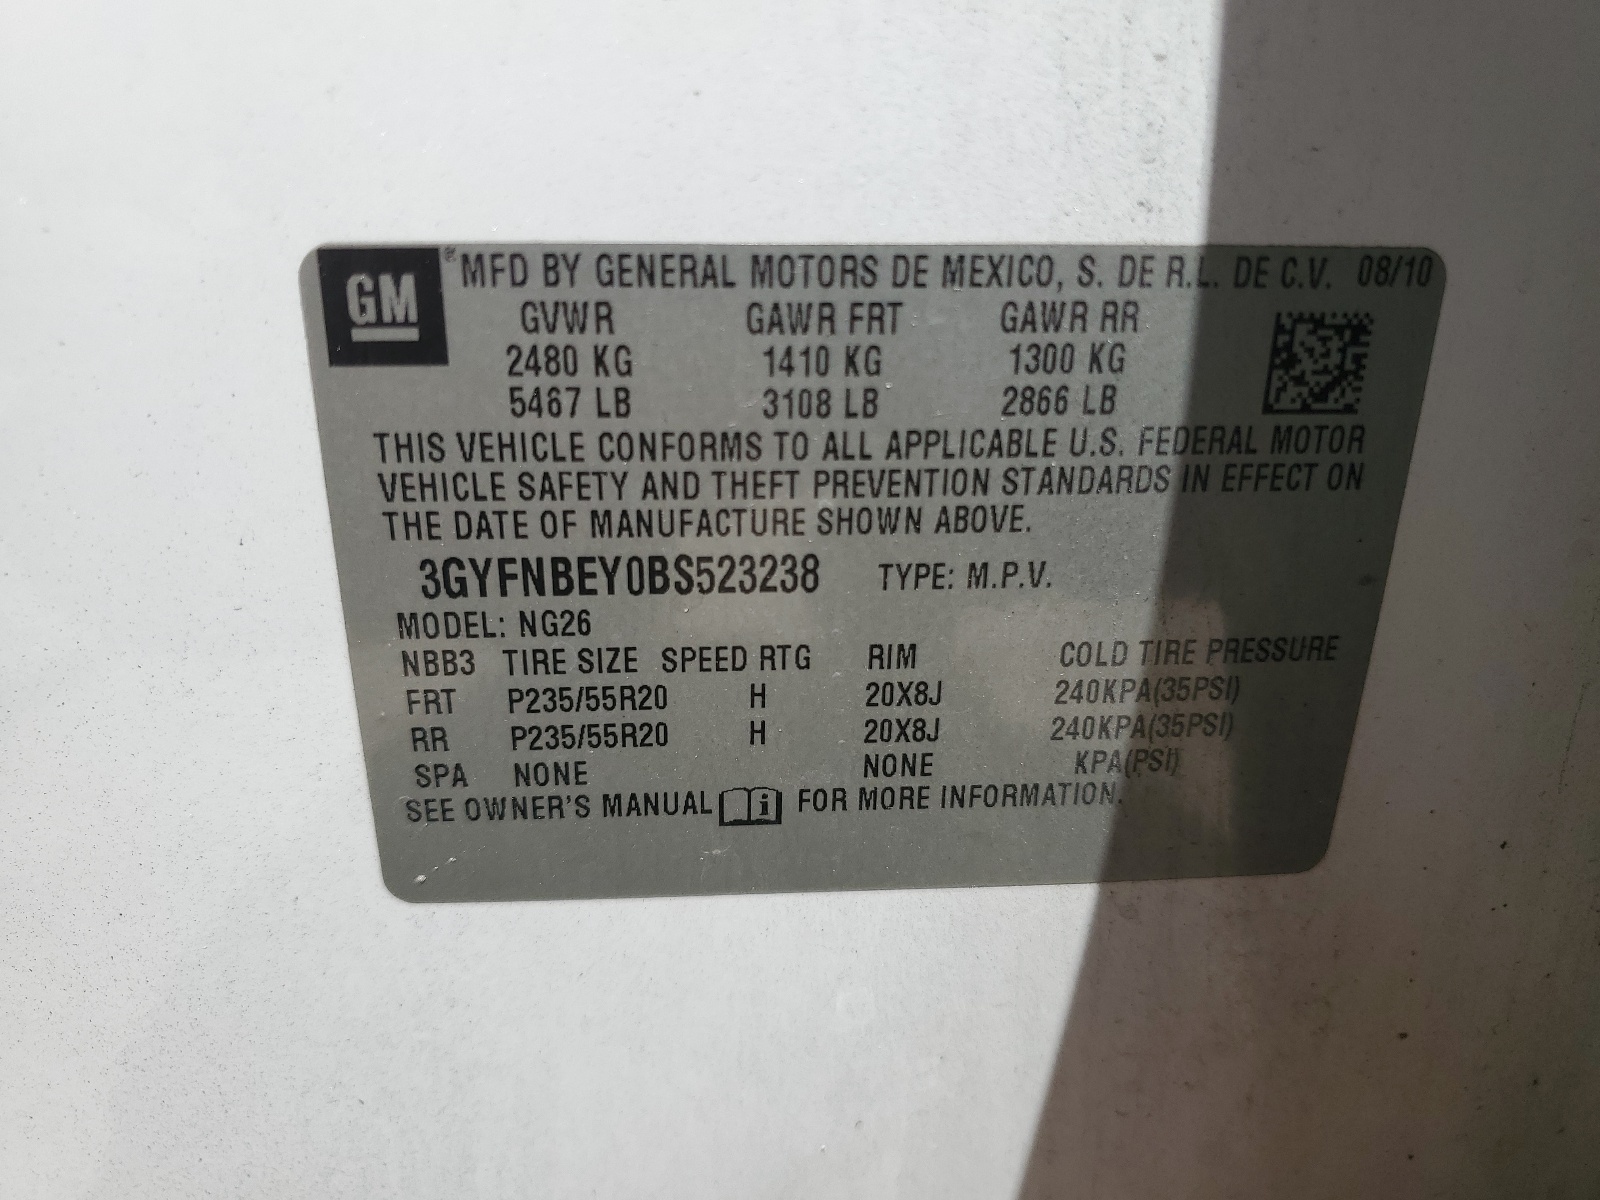 GM ® MFD BY GENERAL MOTORS DE MEXICO, S. DE R.L. DE C.V. 08/10
GVWR GAWR FRT GAWR RR
2480 KG 1410 KG 1300 KG
5467 LB 3108 LB 2866 LB
THIS VEHICLE CONFORMS TO ALL APPLICABLE U.S. FEDERAL MOTOR
VEHICLE SAFETY AND THEFT PREVENTION STANDARDS IN EFFECT ON
THE DATE OF MANUFACTURE SHOWN ABOVE.
3GYFNBEY0BS523238 TYPE: M.P.V.
MODEL: NG26
NBB3 TIRE SIZE SPEED RTG RIM COLD TIRE PRESSURE
FRT P235/55R20 H 20X8J 240KPA(35PSI)
RR P235/55R20 H 20X8J 240KPA(35PSI)
SPA NONE NONE KPA(PSI)
SEE OWNER'S MANUAL i FOR MORE INFORMATION.